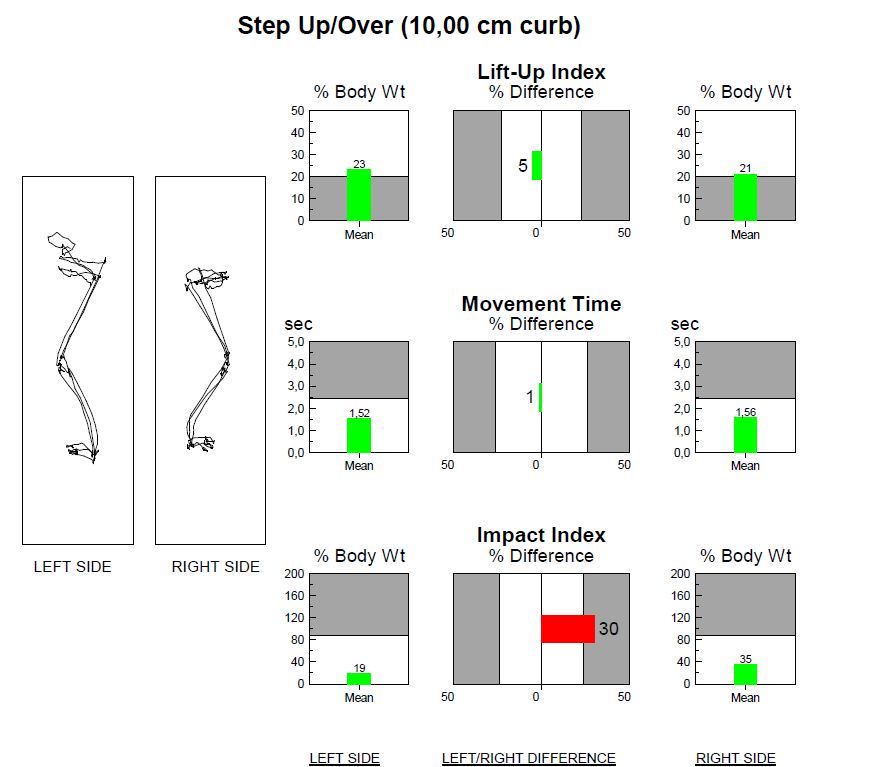 Step Up/Over (10,00 cm curb)
Lift-Up Index
% Body Wt % Difference % Body Wt
50 50
40 40
30 23 5 30 21
20 20
10 10
0 0
Mean 50 0 50 Mean
Movement Time
sec % Difference sec
5,0 5,0
4,0 4,0
3,0 1 3,0
2,0 1,52 2,0 1,56
1,0 1,0
0,0 0,0
Mean 50 0 50 Mean
Impact Index
% Body Wt % Difference % Body Wt
LEFT SIDE RIGHT SIDE
200 200
160 160
120 30 120
80 80
40 19 40 35
0 0
Mean 50 0 50 Mean
LEFT SIDE LEFT/RIGHT DIFFERENCE RIGHT SIDE